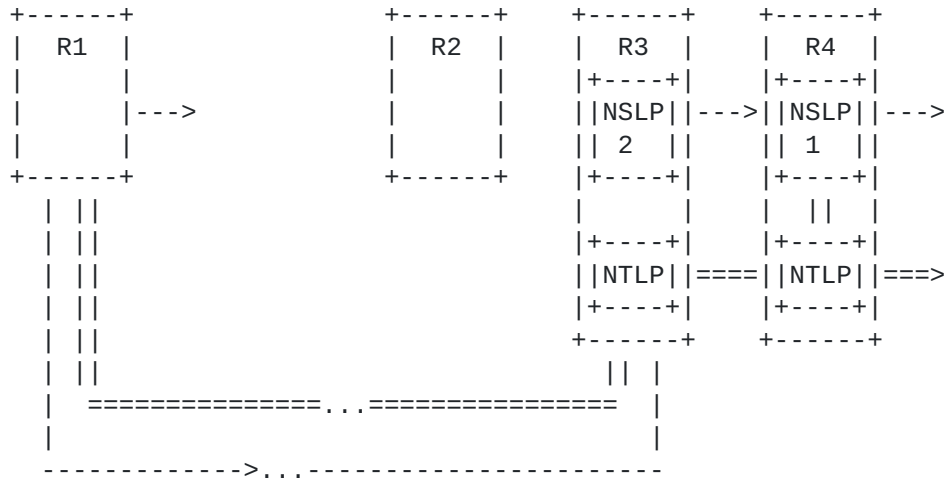 +------+                +------+    +------+    +------+
|  R1  |                |  R2  |    |  R3  |    |  R4  |
|      |                |      |    |+----+|    |+----+|
|      |--->            |      |    ||NSLP||--->||NSLP||--->
|      |                |      |    || 2  ||    || 1  ||
+------+                +------+    |+----+|    |+----+|
  | ||                              |      |    |  ||  |
  | ||                              |+----+|    |+----+|
  | ||                              ||NTLP||====||NTLP||===>
  | ||                              |+----+|    |+----+|
  | ||                              +------+    +------+
  | ||                                || |
  |  ===============...================  |
  |                                      |
  ------------->...-----------------------